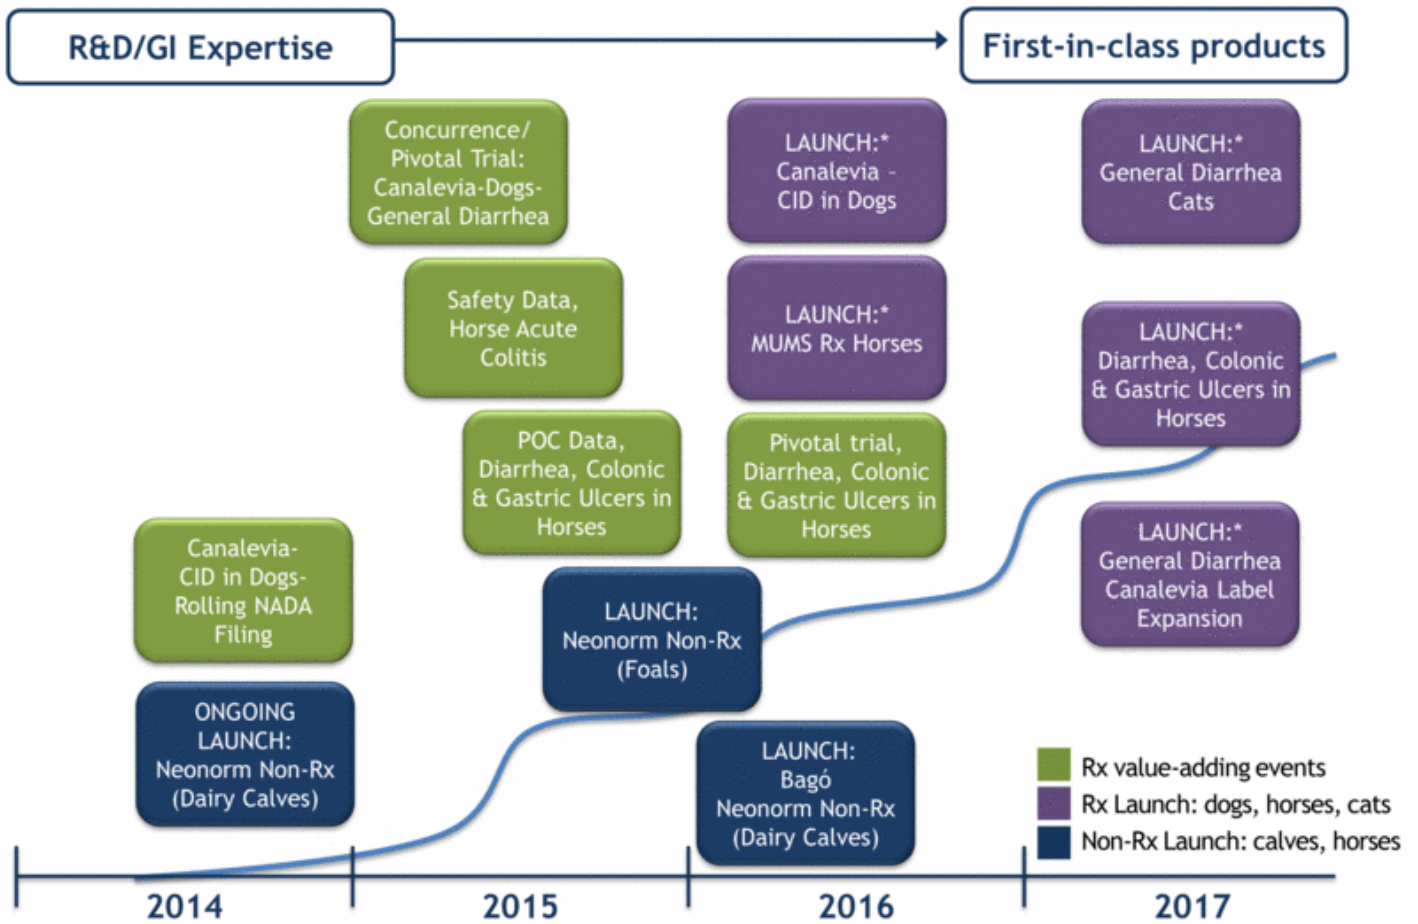 R&D/GI Expertise
First-in-class products
Concurrence/
Pivotal Trial:
Canalevia-Dogs-
General Diarrhea
LAUNCH:*
Canalevia –
CID in Dogs
LAUNCH:*
General Diarrhea
Cats
Safety Data,
Horse Acute
Colitis
LAUNCH:*
MUMS Rx Horses
LAUNCH:*
Diarrhea, Colonic
& Gastric Ulcers in
Horses
POC Data,
Diarrhea, Colonic
& Gastric Ulcers in
Horses
Pivotal trial,
Diarrhea, Colonic
& Gastric Ulcers in
Horses
Canalevia-
CID in Dogs-
Rolling NADA
Filing
LAUNCH:*
General Diarrhea
Canalevia Label
Expansion
LAUNCH:
Neonorm Non-Rx
(Foals)
ONGOING
LAUNCH:
Neonorm Non-Rx
(Dairy Calves)
LAUNCH:
Bagó
Neonorm Non-Rx
(Dairy Calves)
Rx value-adding events
Rx Launch: dogs, horses, cats
Non-Rx Launch: calves, horses
2014
2015
2016
2017